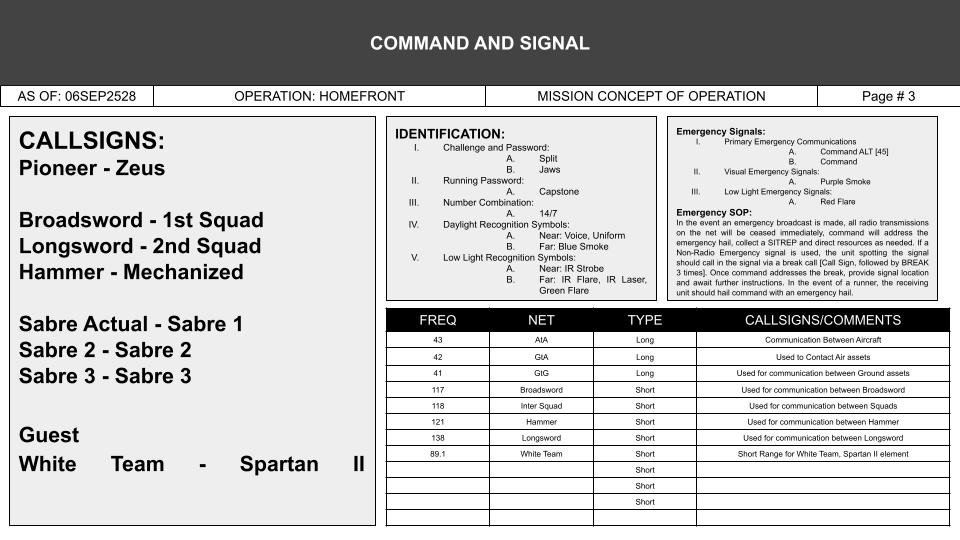 COMMAND AND SIGNAL
AS OF: 06SEP2528 OPERATION: HOMEFRONT MISSION CONCEPT OF OPERATION Page # 3
CALLSIGNS:
Pioneer - Zeus
Broadsword - 1st Squad
Longsword - 2nd Squad
Hammer - Mechanized
Sabre Actual - Sabre 1
Sabre 2 - Sabre 2
Sabre 3 - Sabre 3
Guest
White Team - Spartan II
IDENTIFICATION:
I. Challenge and Password:
A. Split
B. Jaws
II. Running Password:
A. Capstone
III. Number Combination:
A. 14/7
IV. Daylight Recognition Symbols:
A. Near: Voice, Uniform
B. Far: Blue Smoke
V. Low Light Recognition Symbols:
A. Near: IR Strobe
B. Far: IR Flare, IR Laser,
Green Flare
Emergency Signals:
I. Primary Emergency Communications
A. Command ALT [45]
B. Command
II. Visual Emergency Signals:
A. Purple Smoke
III. Low Light Emergency Signals:
A. Red Flare
Emergency SOP:
In the event an emergency broadcast is made, all radio transmissions
on the net will be ceased immediately, command will address the
emergency hail, collect a SITREP and direct resources as needed. If a
Non-Radio Emergency signal is used, the unit spotting the signal
should call in the signal via a break call [Call Sign, followed by BREAK
3 times]. Once command addresses the break, provide signal location
and await further instructions. In the event of a runner, the receiving
unit should hail command with an emergency hail.
FREQ NET TYPE CALLSIGNS/COMMENTS
43 AtA Long Communication Between Aircraft
42 GtA Long Used to Contact Air assets
41 GtG Long Used for communication between Ground assets
117 Broadsword Short Used for communication between Broadsword
118 Inter Squad Short Used for communication between Squads
121 Hammer Short Used for communication between Hammer
138 Longsword Short Used for communication between Longsword
89.1 White Team Short Short Range for White Team, Spartan II element
Short
Short
Short